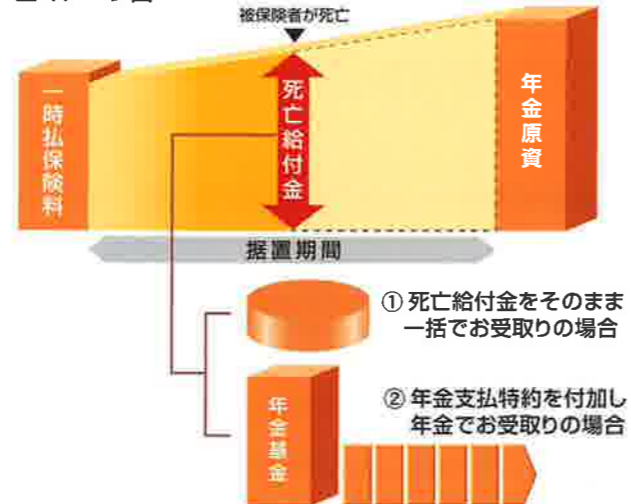 被保険者が死亡
一時払保険料
死亡給付金
年金原資
据置期間
① 死亡給付金をそのまま
一括でお受取りの場合
② 年金支払特約を付加し
年金でお受取りの場合
年金基金